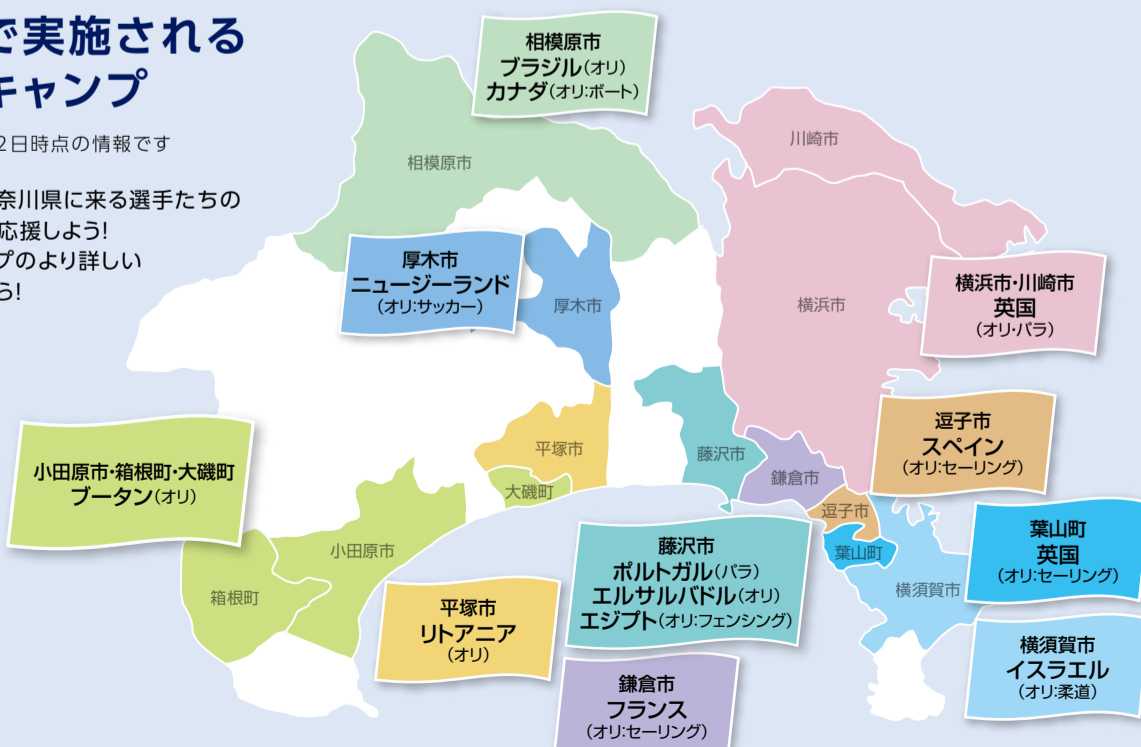 で実施される
キャンプ
2日時点の情報です
奈川県に来る選手たちの
応援しよう!
プのより詳しい
ら!
相模原市
ブラジル(オリ)
カナダ(オリ:ボート)
相模原市
川崎市
厚木市
ニュージーランド
(オリ:サッカー)
厚木市
横浜市
横浜市・川崎市
英国
(オリ・パラ)
小田原市・箱根町・大磯町
ブータン(オリ)
平塚市
大磯町
藤沢市
鎌倉市
逗子市
スペイン
(オリ:セーリング)
逗子市
葉山町
小田原市
箱根町
横須賀市
葉山町
英国
(オリ:セーリング)
藤沢市
ポルトガル(パラ)
エルサルバドル(オリ)
エジプト(オリ:フェンシング)
平塚市
リトアニア
(オリ)
横須賀市
イスラエル
(オリ:柔道)
鎌倉市
フランス
(オリ:セーリング)